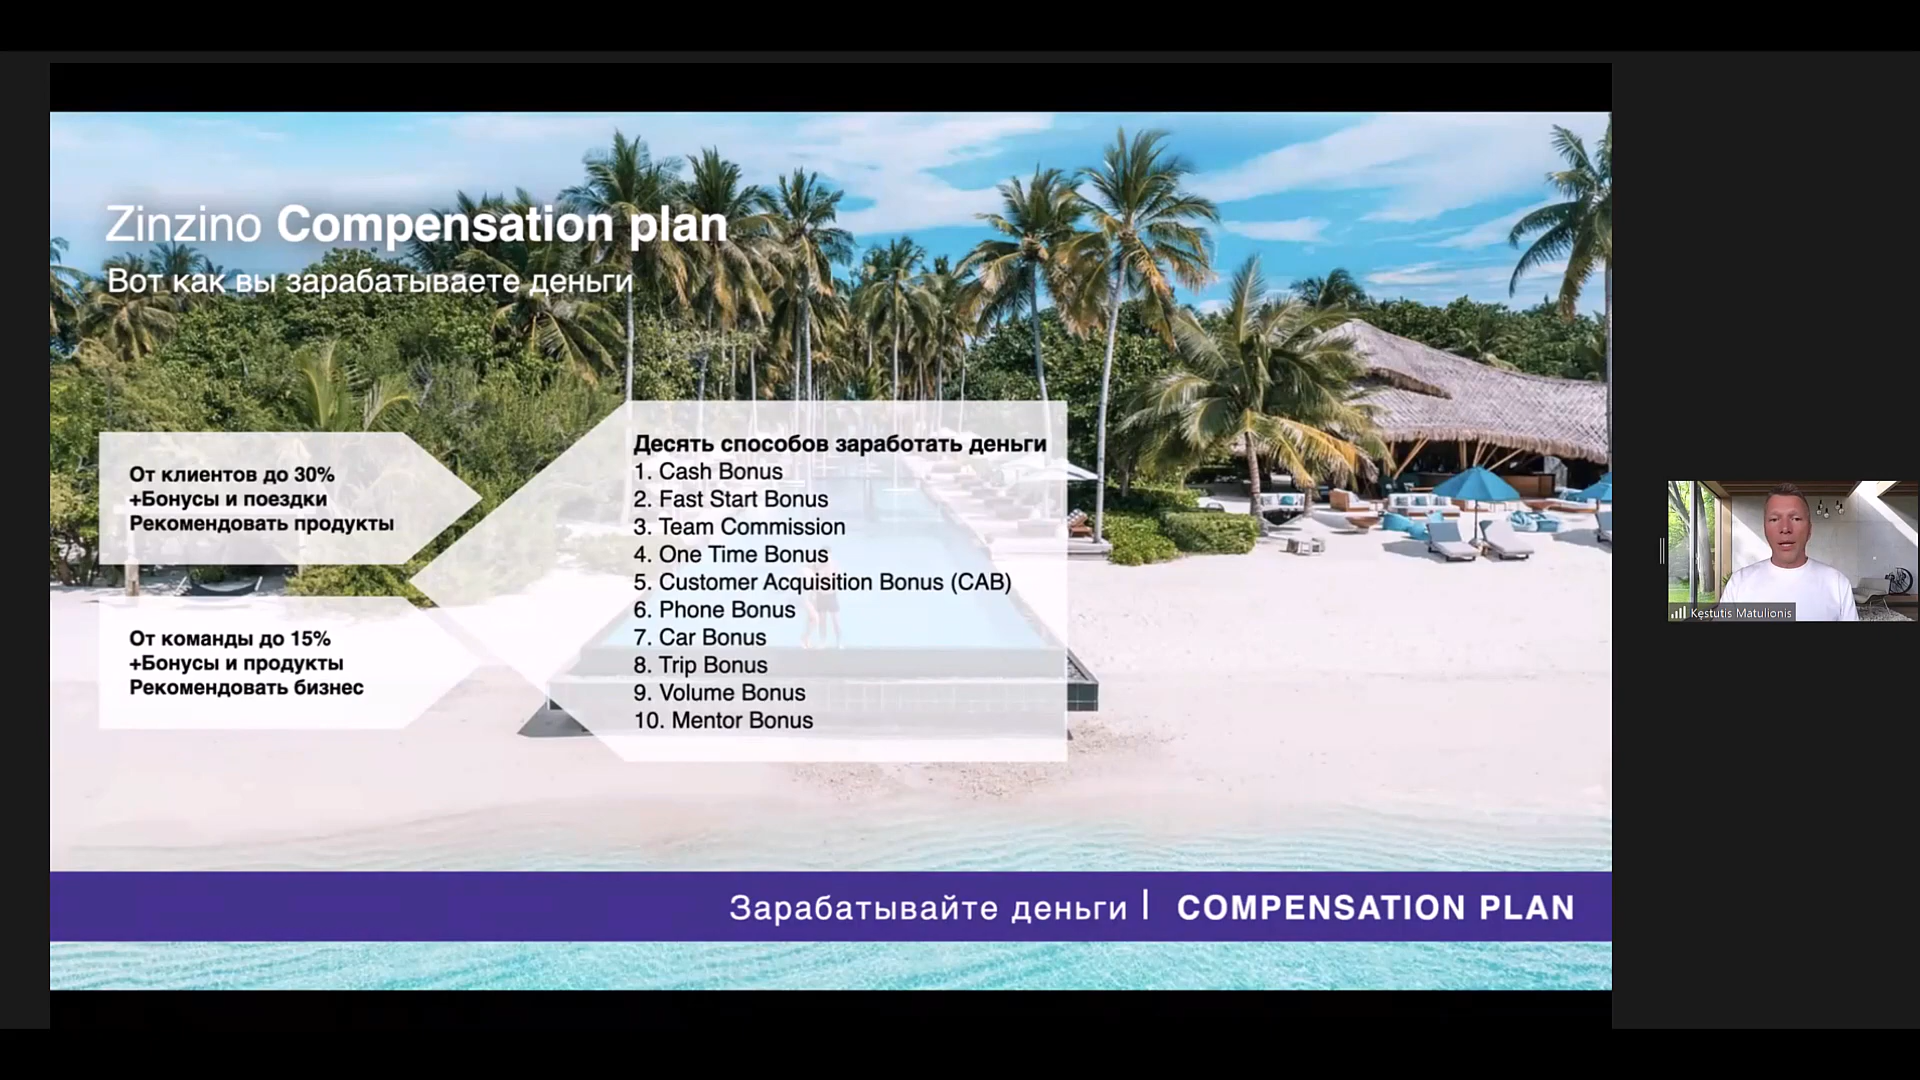 Zinzino Compensation plan
Вот как вы зарабатываете деньги
От клиентов до 30%
+Бонусы и поездки
Рекомендовать продукты
От команды до 15%
+Бонусы и продукты
Рекомендовать бизнес
Десять способов заработать деньги
1. Cash Bonus
2. Fast Start Bonus
3. Team Commission
4. One Time Bonus
5. Customer Acquisition Bonus (CAB)
6. Phone Bonus
7. Car Bonus
8. Trip Bonus
9. Volume Bonus
10. Mentor Bonus
Зарабатывайте деньги | COMPENSATION PLAN
Kęstutis Matulionis